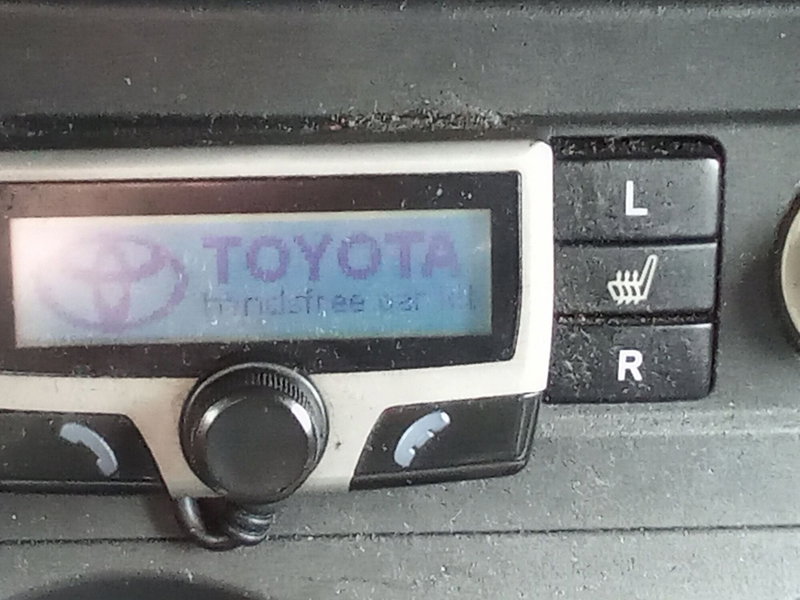 TOYOTA
handsfree car kit
L
R